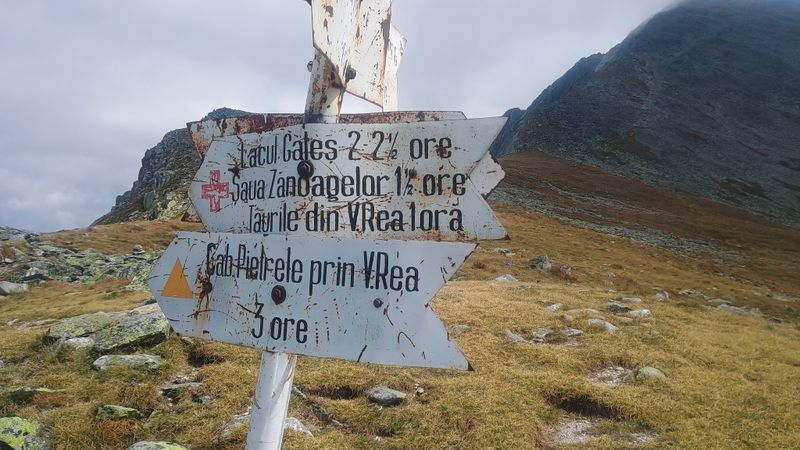 Lacul Galeș 2 2½ ore
Șaua Zănoagelor 1½ ore
Tăurile din V.Rea 1 ora
Cab.Pietrele prin V.Rea
3 ore